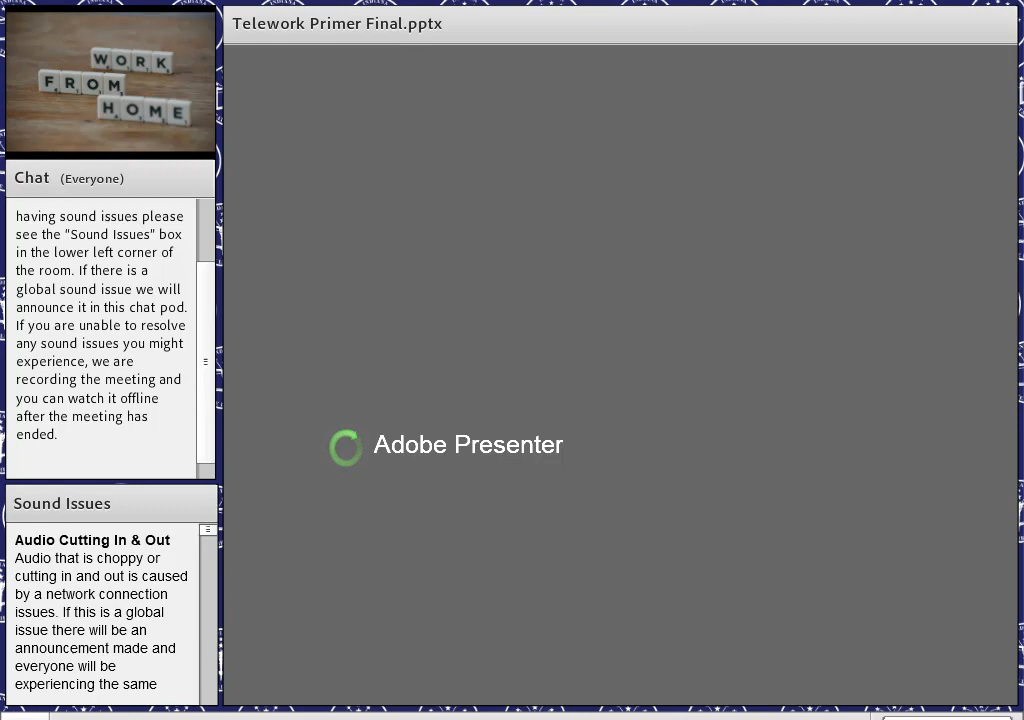 Telework Primer Final.pptx
WORK
FROM
HOME
Chat (Everyone)
having sound issues please
see the "Sound Issues" box
in the lower left corner of
the room. If there is a
global sound issue we will
announce it in this chat pod.
If you are unable to resolve
any sound issues you might
experience, we are
recording the meeting and
you can watch it offline
after the meeting has
ended.
Adobe Presenter
Sound Issues
Audio Cutting In & Out
Audio that is choppy or
cutting in and out is caused
by a network connection
issues. If this is a global
issue there will be an
announcement made and
everyone will be
experiencing the same